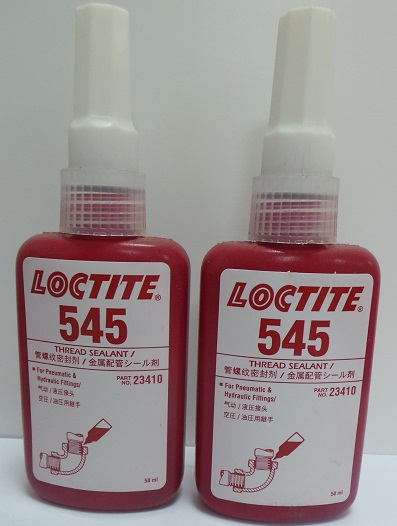 LOCTITE®
545
THREAD SEALANT /
管螺纹密封剂 / 金属配管シール剤
• For Pneumatic &
Hydraulic Fittings/
气动 / 液压接头
空圧 / 油圧用継手
PART NO. 23410
50 ml
LOCTITE®
545
THREAD SEALANT /
管螺纹密封剂 / 金属配管シール剤
• For Pneumatic &
Hydraulic Fittings/
气动 / 液压接头
空圧 / 油圧用継手
PART NO. 23410
50 ml